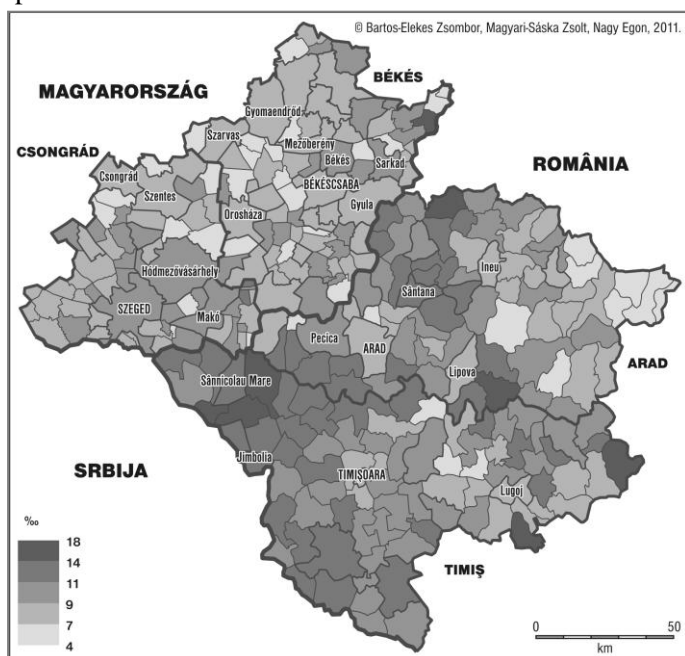 © Bartos-Elekes Zsombor, Magyari-Sáska Zsolt, Nagy Egon, 2011.
BÉKÉS
MAGYARORSZÁG
Gyomaendrőd
CSONGRÁD
Szarvas
Mezőberény
Csongrád
Békés
Sarkad
ROMÂNIA
Szentes
BÉKÉSCSABA
Orosháza
Gyula
Hódmezővásárhely
Ineu
Sântana
SZEGED
Makó
Pecica
ARAD
ARAD
Lipova
Sânnicolau Mare
SRBIJA
Jimbolia
TIMIȘOARA
Lugoj
‰
18
14
11
9
7
4
TIMIȘ
0 50
km